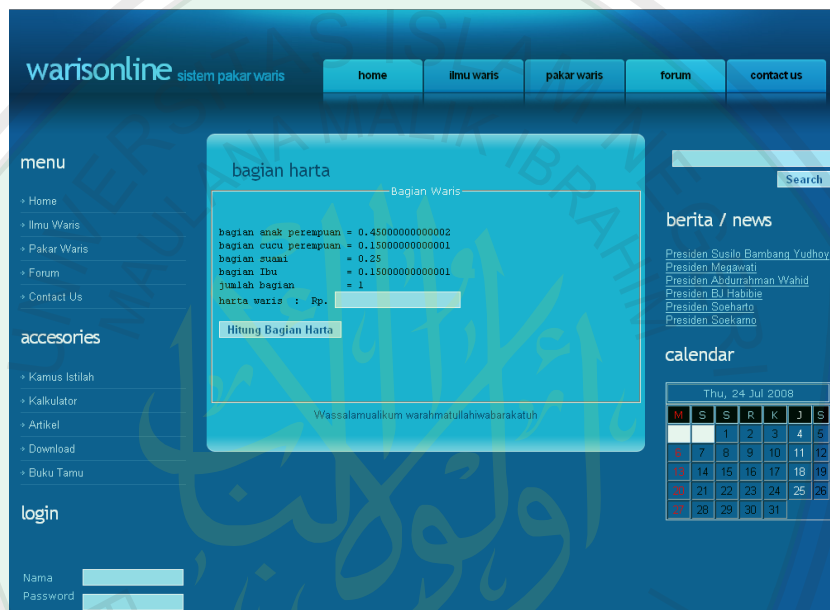 warisonline sistem pakar waris
home
ilmu waris
pakar waris
forum
contact us
menu
Home
Ilmu Waris
Pakar Waris
Forum
Contact Us
accesories
Kamus Istilah
Kalkulator
Artikel
Download
Buku Tamu
login
Nama
Password
bagian harta
Bagian Waris
bagian anak perempuan = 0.45000000000002
bagian cucu perempuan = 0.15000000000001
bagian suami = 0.25
bagian Ibu = 0.15000000000001
jumlah bagian = 1
harta waris : Rp.
Hitung Bagian Harta
Wassalamualikum warahmatullahiwabarakatuh
Search
berita / news
Presiden Susilo Bambang Yudhoy
Presiden Megawati
Presiden Abdurrahman Wahid
Presiden BJ Habibie
Presiden Soeharto
Presiden Soekarno
calendar
Thu, 24 Jul 2008
M S S R K J S
1 2 3 4 5
6 7 8 9 10 11 12
13 14 15 16 17 18 19
20 21 22 23 24 25 26
27 28 29 30 31